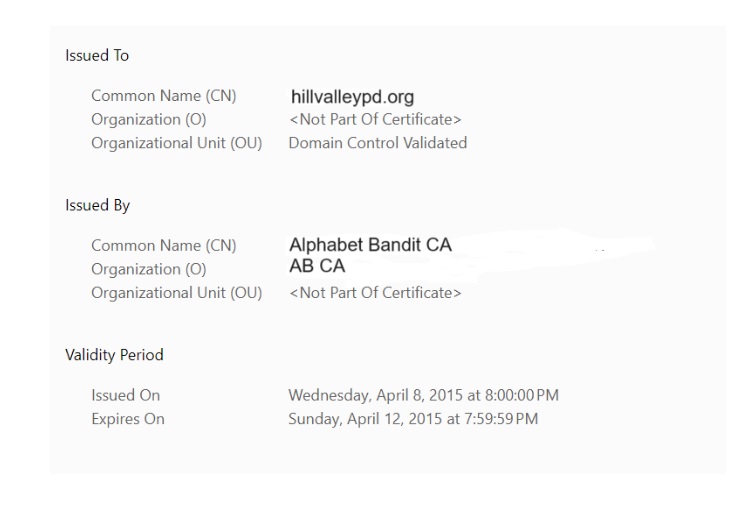 Issued To
Common Name (CN) hillvalleypd.org
Organization (O) <Not Part Of Certificate>
Organizational Unit (OU) Domain Control Validated
Issued By
Common Name (CN) Alphabet Bandit CA
Organization (O) AB CA
Organizational Unit (OU) <Not Part Of Certificate>
Validity Period
Issued On Wednesday, April 8, 2015 at 8:00:00 PM
Expires On Sunday, April 12, 2015 at 7:59:59 PM